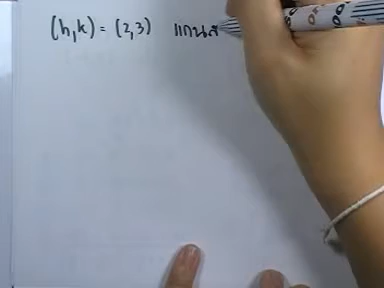 (h,k) = (2,3) แกนส